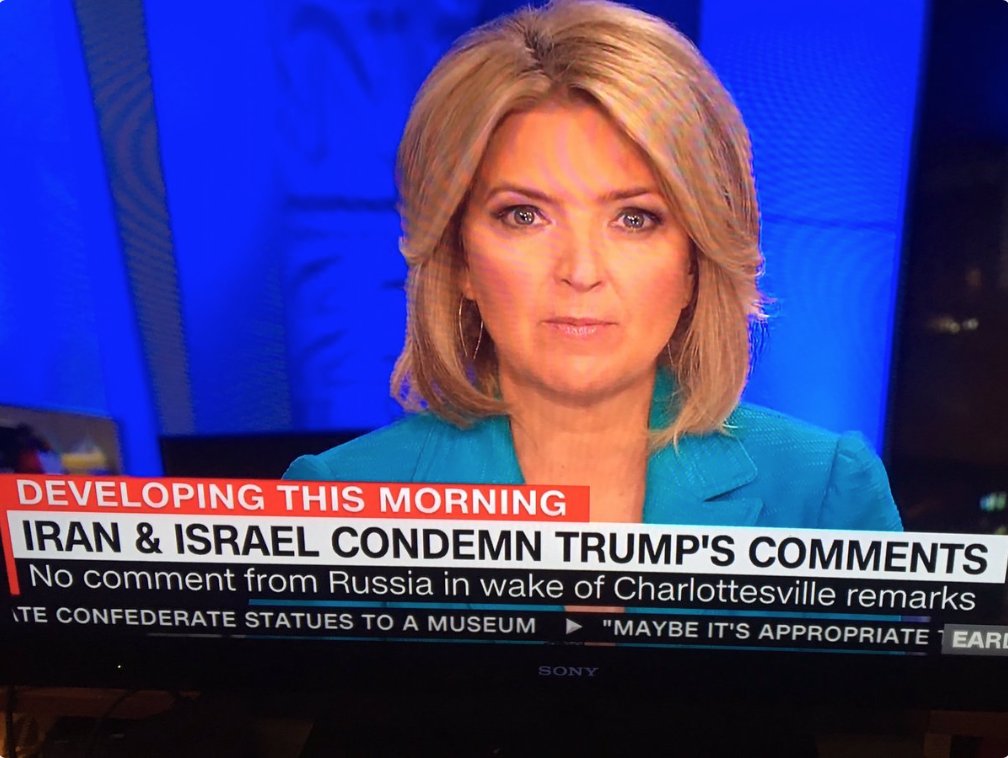 DEVELOPING THIS MORNING
IRAN & ISRAEL CONDEMN TRUMP'S COMMENTS
No comment from Russia in wake of Charlottesville remarks
CONFEDERATE STATUES TO A MUSEUM ▶ "MAYBE IT'S APPROPRIATE
SONY